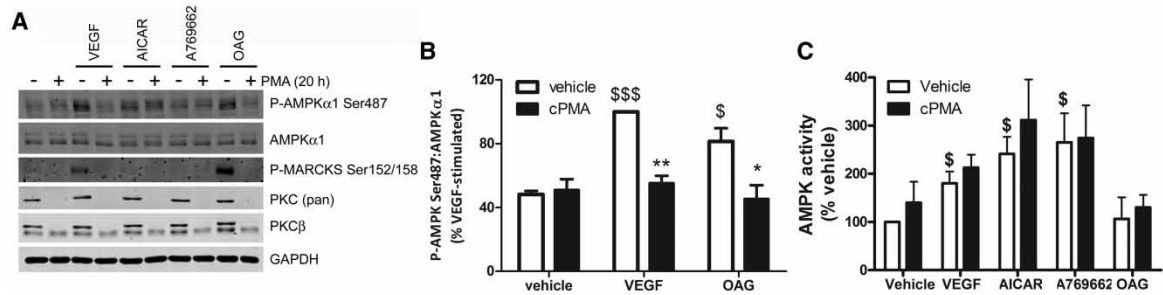 A
VEGF
AICAR
A769662
OAG
- + - + - + - + - + PMA (20 h)
P-AMPKα1 Ser487
AMPKα1
P-MARCKS Ser152/158
PKC (pan)
PKCβ
GAPDH
B
P-AMPK Ser487:AMPKα1
(% VEGF-stimulated)
120
80
40
0
vehicle
cPMA
$$$
**
$
*
vehicle VEGF OAG
C
AMPK activity
(% vehicle)
400
300
200
100
0
Vehicle
cPMA
$
$
$
Vehicle VEGF AICAR A769662 OAG